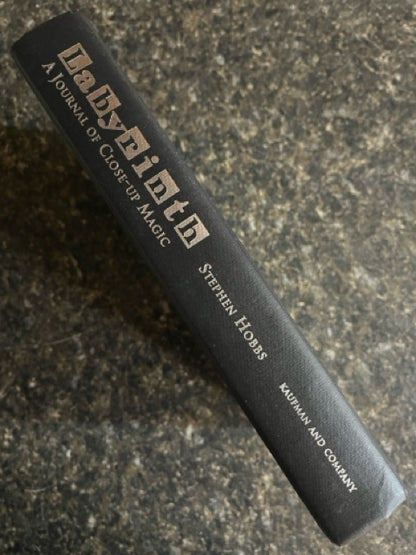 Labyrinth
A Journal of Close-up Magic
Stephen Hobbs
Kaufman and Company